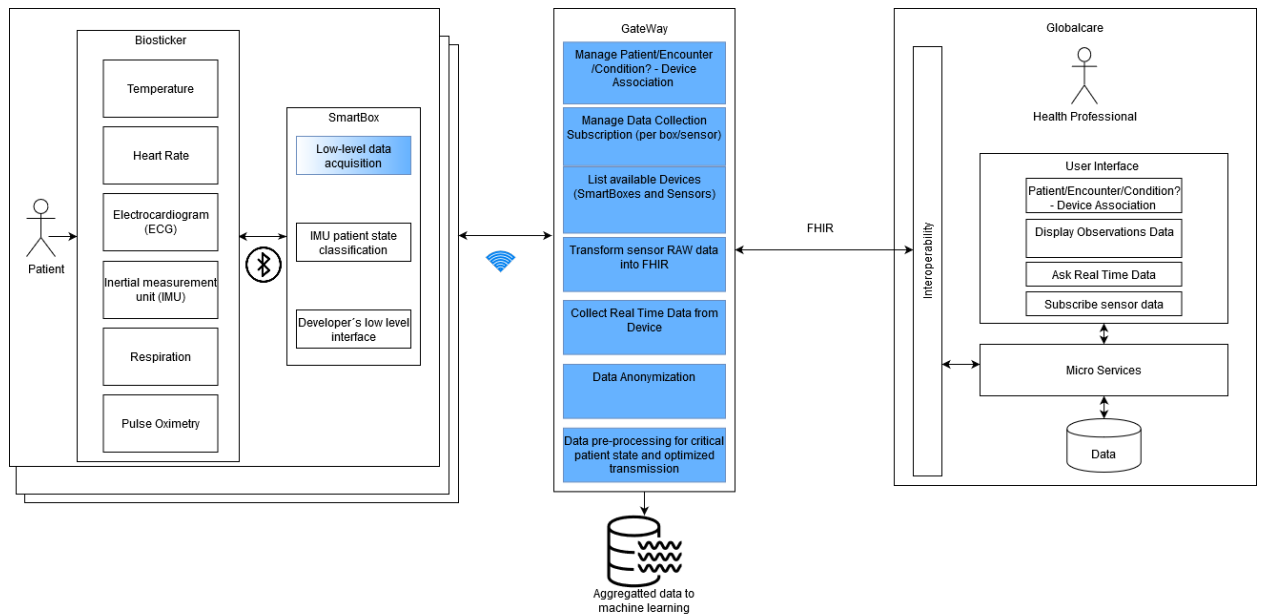 Biosticker
Temperature
Heart Rate
Electrocardiogram
(ECG)
Inertial measurement
unit (IMU)
Respiration
Pulse Oximetry
Patient
SmartBox
Low-level data
acquisition
IMU patient state
classification
Developer´s low level
interface
GateWay
Manage Patient/Encounter
/Condition? - Device
Association
Manage Data Collection
Subscription (per box/sensor)
List available Devices
(SmartBoxes and Sensors)
Transform sensor RAW data
into FHIR
Collect Real Time Data from
Device
Data Anonymization
Data pre-processing for critical
patient state and optimized
transmission
Aggregatted data to
machine learning
FHIR
Globalcare
Interoperability
Health Professional
User Interface
Patient/Encounter/Condition?
- Device Association
Display Observations Data
Ask Real Time Data
Subscribe sensor data
Micro Services
Data